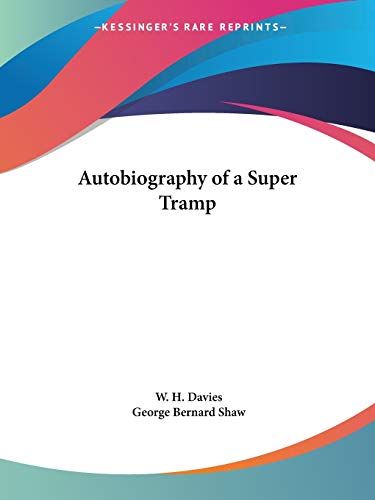 ~KESSINGER'S RARE REPRINTS~
Autobiography of a Super
Tramp
W. H. Davies
George Bernard Shaw